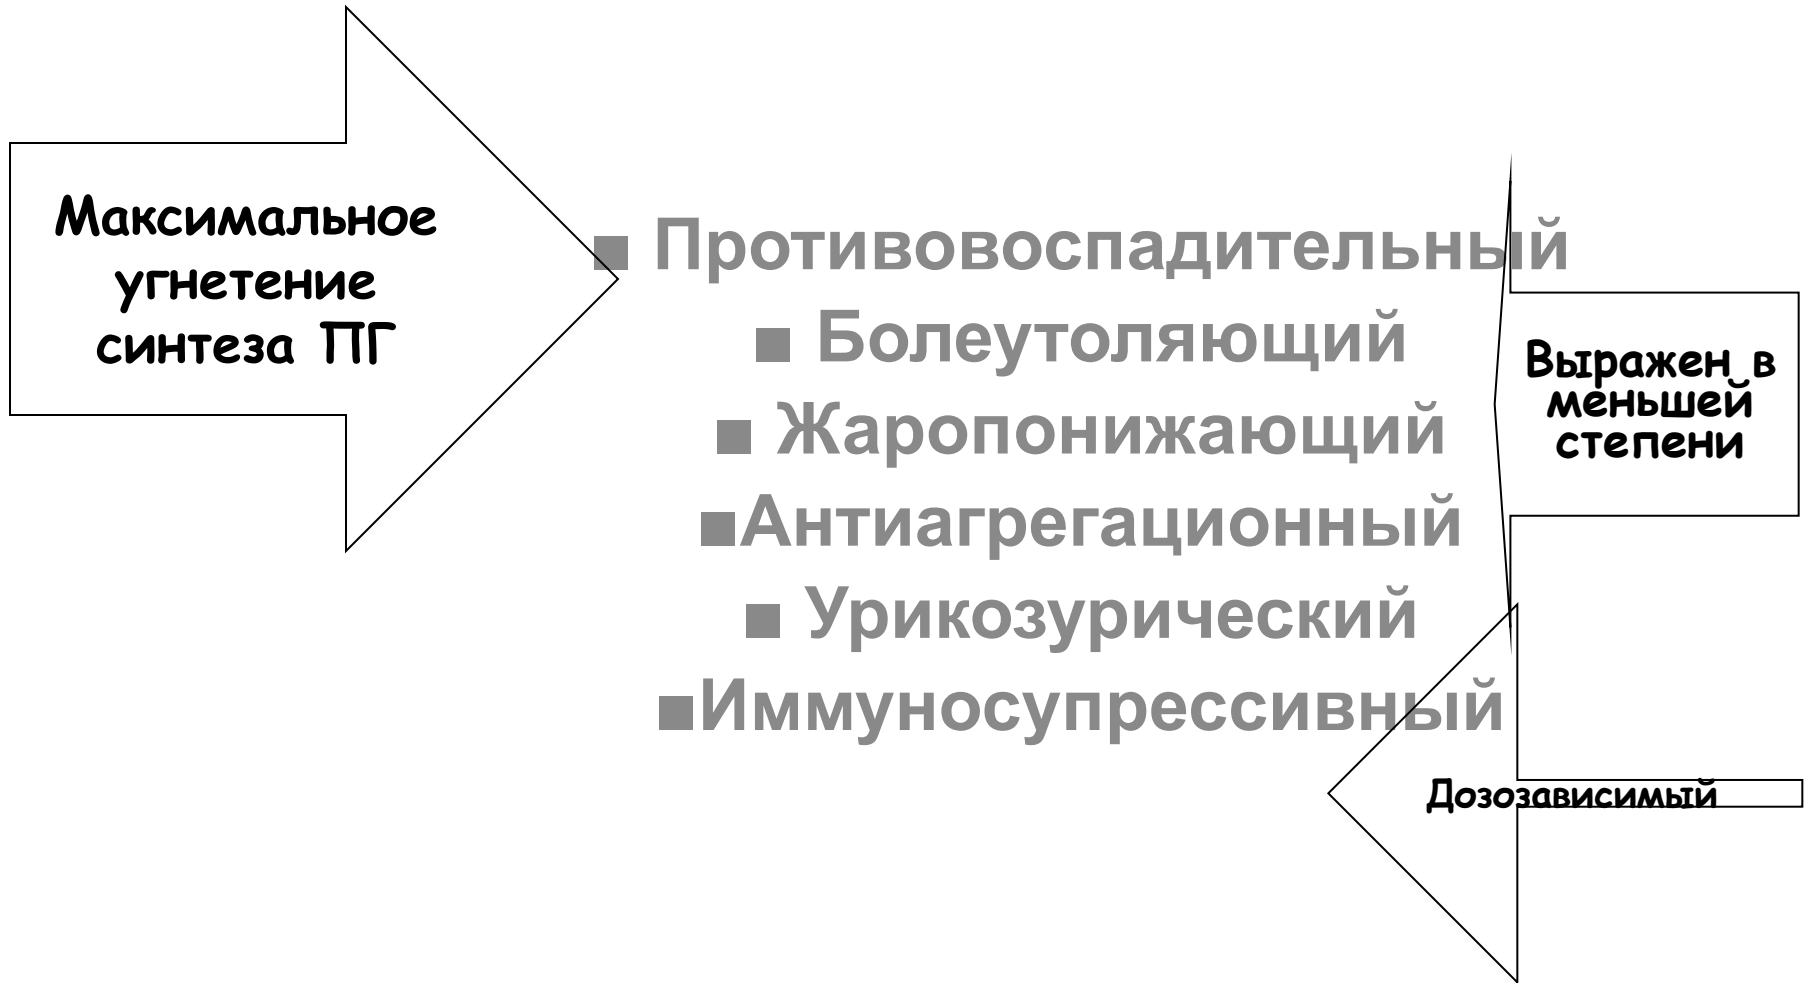 Максимальное
угнетение
синтеза ПГ
■ Противовоспадительный
■ Болеутоляющий
■ Жаропонижающий
■Антиагрегационный
■ Урикозурический
■Иммуносупрессивный
Выражен в
меньшей
степени
Дозозависимый